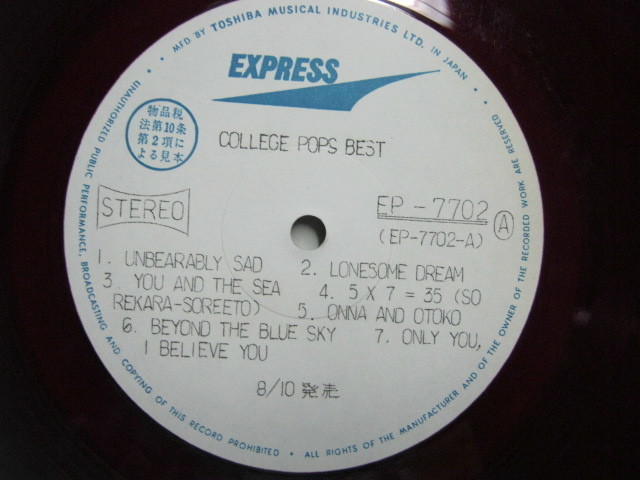 MFD BY TOSHIBA MUSICAL INDUSTRIES LTD. IN JAPAN
EXPRESS
物品税
法第10条
第2項に
よる見本
COLLEGE POPS BEST
STEREO
EP-7702
(EP-7702-A)
A
1. UNBEARABLY SAD 2. LONESOME DREAM
3. YOU AND THE SEA 4. 5 X 7 = 35 (SO
REKARA-SOREETO) 5. ONNA AND OTOKO
6. BEYOND THE BLUE SKY 7. ONLY YOU,
I BELIEVE YOU
8/10 発売
UNAUTHORIZED PUBLIC PERFORMANCE, BROADCASTING AND COPYING OF THIS RECORD PROHIBITED • ALL RIGHTS OF THE MANUFACTURER AND OF THE OWNER OF THE RECORDED WORK ARE RESERVED